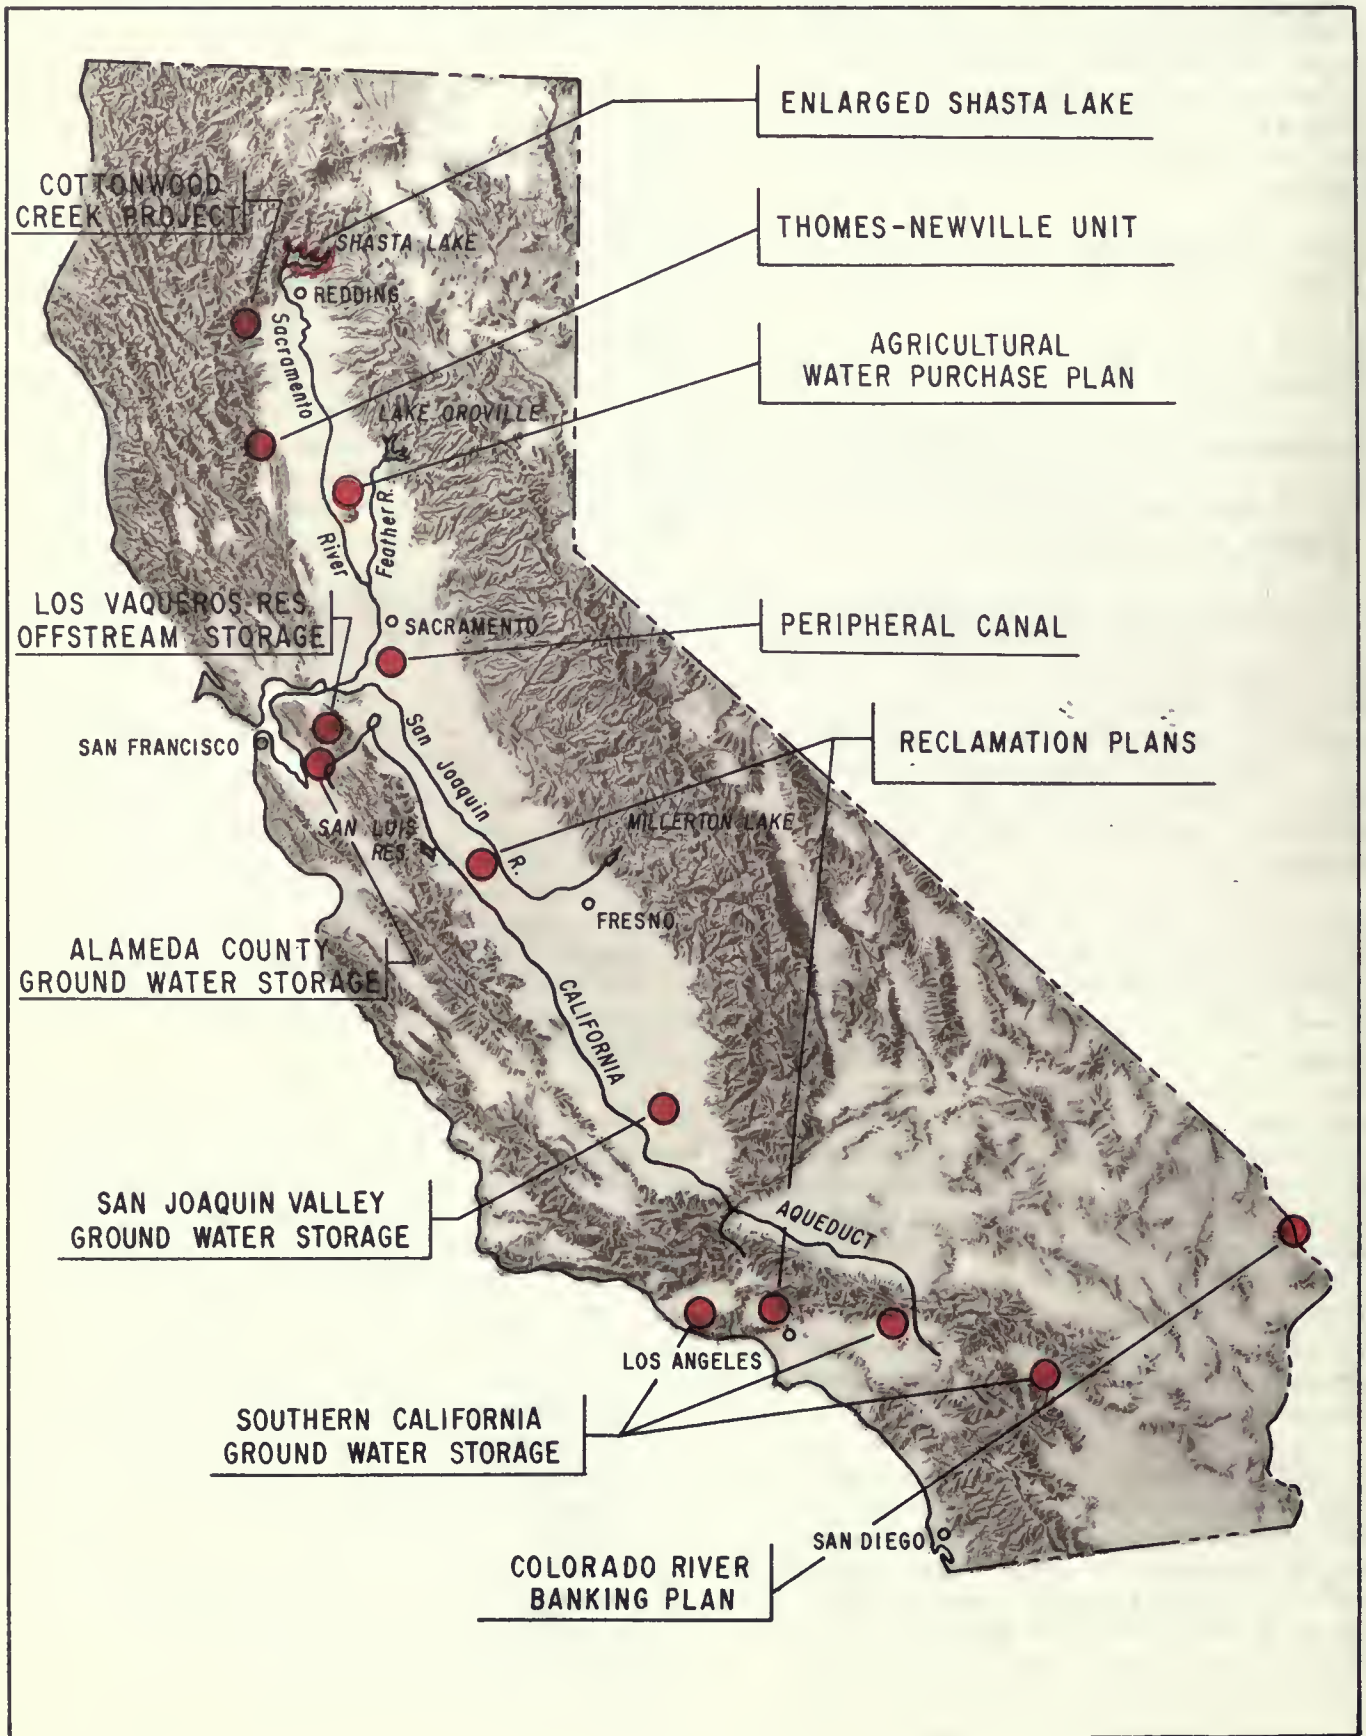 ENLARGED SHASTA LAKE
COTTONWOOD
CREEK PROJECT
THOMES-NEWVILLE UNIT
SHASTA LAKE
REDDING
Sacramento
River
AGRICULTURAL
WATER PURCHASE PLAN
LAKE OROVILLE
Feather R.
LOS VAQUEROS RES.
OFFSTREAM STORAGE
SACRAMENTO
PERIPHERAL CANAL
SAN FRANCISCO
San Joaquin
R.
RECLAMATION PLANS
SAN LUIS
RES.
MILLERTON LAKE
FRESNO
ALAMEDA COUNTY
GROUND WATER STORAGE
CALIFORNIA
AQUEDUCT
SAN JOAQUIN VALLEY
GROUND WATER STORAGE
LOS ANGELES
SOUTHERN CALIFORNIA
GROUND WATER STORAGE
SAN DIEGO
COLORADO RIVER
BANKING PLAN